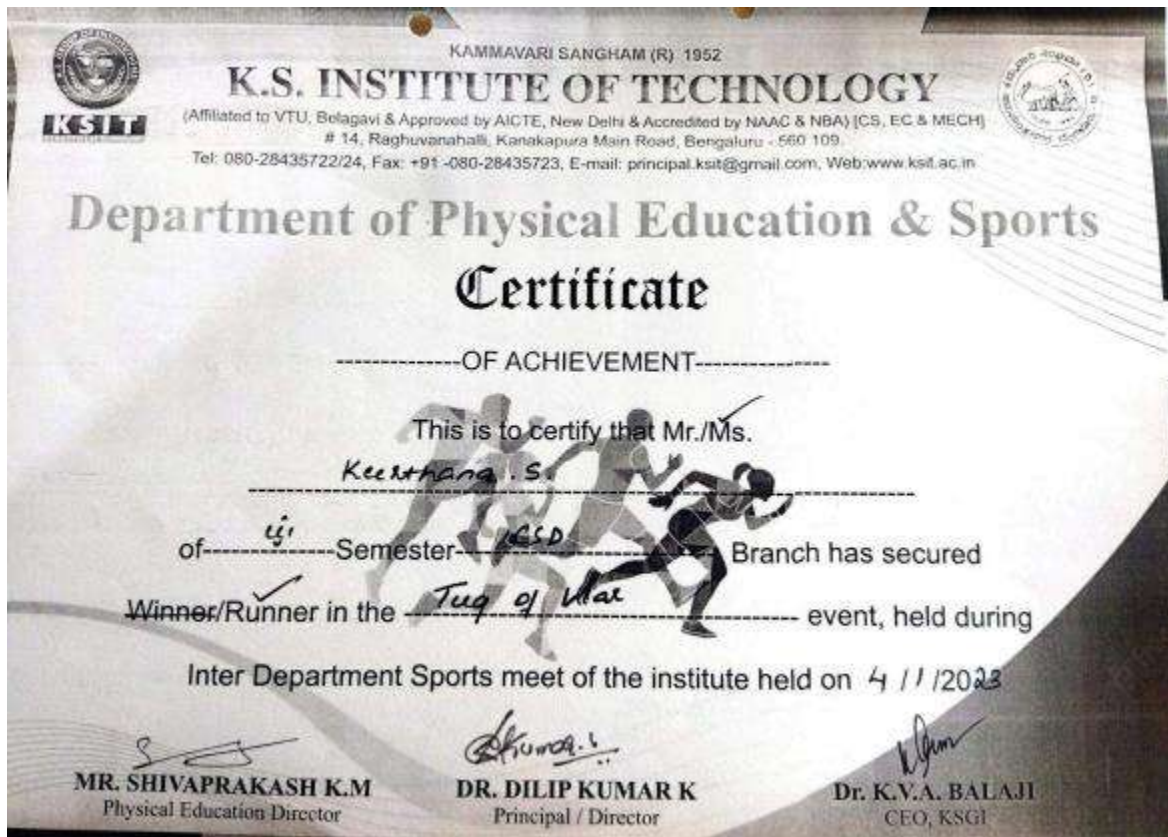 KAMMAVARI SANGHAM (R) 1952
K.S. INSTITUTE OF TECHNOLOGY
KSIT
(Affiliated to VTU, Belagavi & Approved by AICTE, New Delhi & Accredited by NAAC & NBA) [CS, EC & MECH]
# 14, Raghuvanahalli, Kanakapura Main Road, Bengaluru - 560 109.
Tel: 080-28435722/24, Fax: +91 -080-28435723, E-mail: principal.ksit@gmail.com, Web:www.ksit.ac.in
Department of Physical Education & Sports
Certificate
--------------OF ACHIEVEMENT---------------
This is to certify that Mr./Ms.
Keerthana .S.
of Semester CSD Branch has secured
Winner/Runner in the Tug of War event, held during
Inter Department Sports meet of the institute held on 4 /1 /2023
MR. SHIVAPRAKASH K.M DR. DILIP KUMAR K Dr. K.V.A. BALAJI
Physical Education Director Principal / Director CEO, KSGI